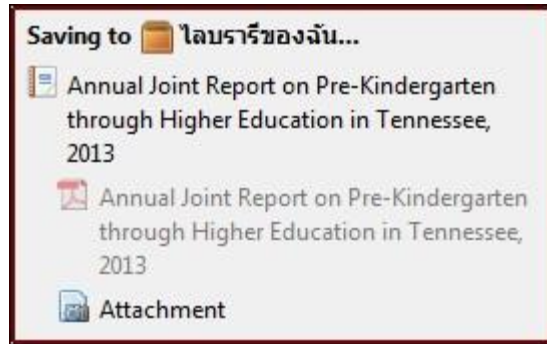 Saving to ไลบรารีของฉัน...
Annual Joint Report on Pre-Kindergarten
through Higher Education in Tennessee,
2013
Annual Joint Report on Pre-Kindergarten
through Higher Education in Tennessee,
2013
Attachment